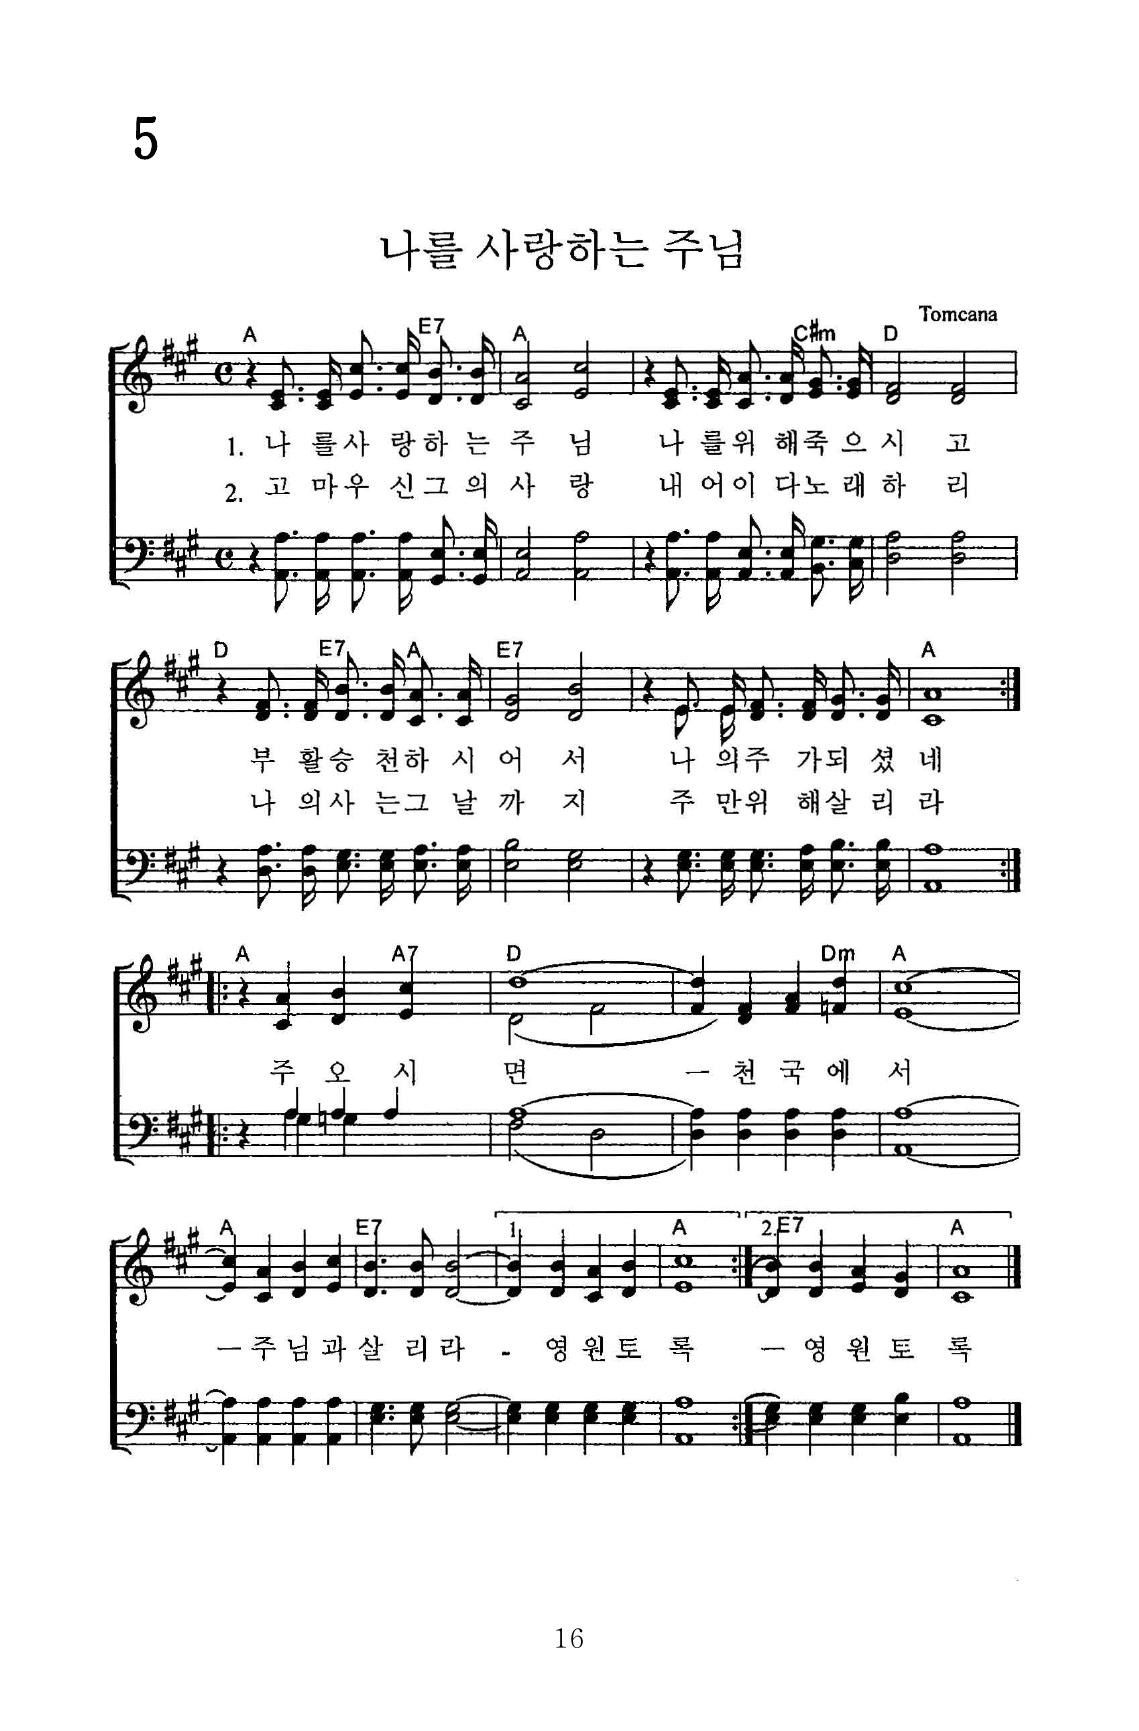 5
나를 사랑하는 주님
Tomcana
A E7 A C#m D
1. 나 를사 랑하 는 주 님 나 를위 해죽 으 시 고
2. 고 마우 신그 의 사 랑 내 어이 다노 래 하 리
D E7 A E7 A
부 활승 천하 시 어 서 나 의주 가되 셨 네
나 의사 는그 날 까 지 주 만위 해살 리 라
A A7 D Dm A
주 오 시 면 ー 천 국 에 서
A E7 1. A 2. E7 A
ー 주 님 과 살 리 라 - 영 원 토 록 ー 영 원 토 록
16